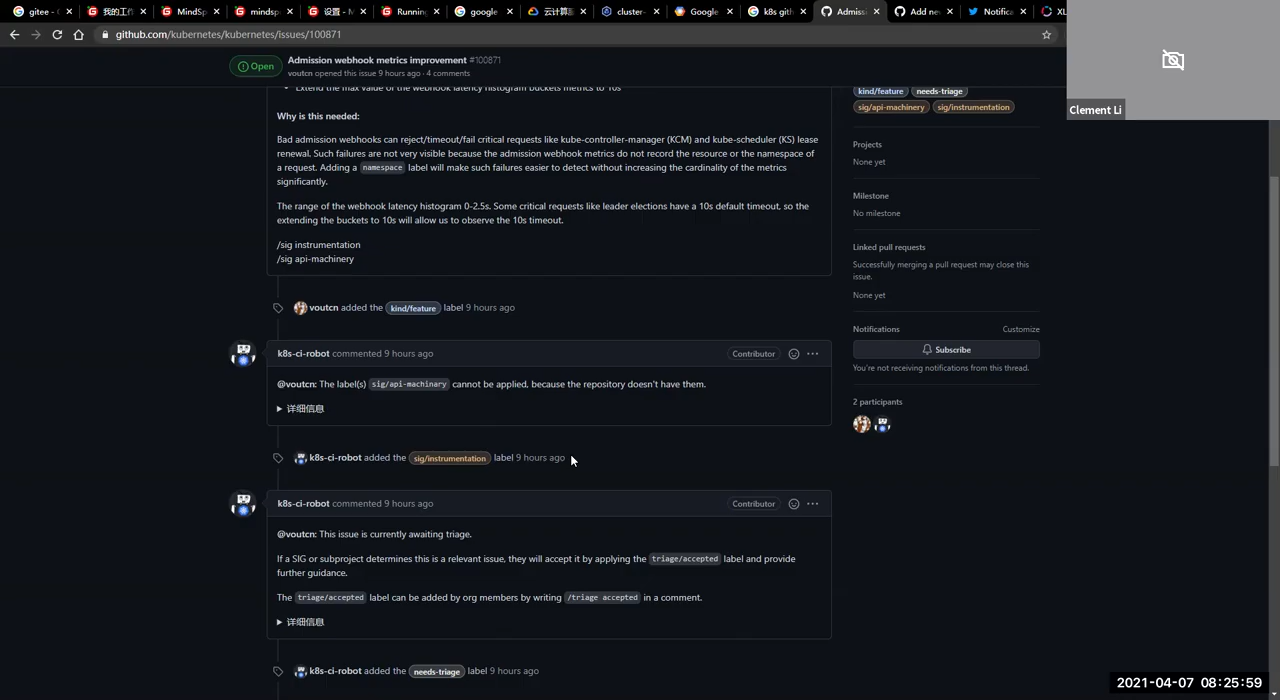 gitee - G
我的工作
MindSp
mindsp
设置 - M
Running
google
云计算基
cluster-
Google
k8s gith
Admiss
Add ne
Notifica
XL
github.com/kubernetes/kubernetes/issues/100871
Open
Admission webhook metrics improvement #100871
voutcn opened this issue 9 hours ago · 4 comments
Extend the max value of the webhook latency histogram buckets metrics to 10s
Why is this needed:
Bad admission webhooks can reject/timeout/fail critical requests like kube-controller-manager (KCM) and kube-scheduler (KS) lease
renewal. Such failures are not very visible because the admission webhook metrics do not record the resource or the namespace of
a request. Adding a namespace label will make such failures easier to detect without increasing the cardinality of the metrics
significantly.
The range of the webhook latency histogram 0-2.5s. Some critical requests like leader elections have a 10s default timeout, so the
extending the buckets to 10s will allow us to observe the 10s timeout.
/sig instrumentation
/sig api-machinery
voutcn added the kind/feature label 9 hours ago
k8s-ci-robot commented 9 hours ago
Contributor
@voutcn: The label(s) sig/api-machinary cannot be applied, because the repository doesn't have them.
详细信息
k8s-ci-robot added the sig/instrumentation label 9 hours ago
k8s-ci-robot commented 9 hours ago
Contributor
@voutcn: This issue is currently awaiting triage.
If a SIG or subproject determines this is a relevant issue, they will accept it by applying the triage/accepted label and provide
further guidance.
The triage/accepted label can be added by org members by writing /triage accepted in a comment.
详细信息
k8s-ci-robot added the needs-triage label 9 hours ago
kind/feature needs-triage
sig/api-machinery sig/instrumentation
Projects
None yet
Milestone
No milestone
Linked pull requests
Successfully merging a pull request may close this
issue.
None yet
Notifications
Customize
Subscribe
You're not receiving notifications from this thread.
2 participants
Clement Li
2021-04-07 08:25:59